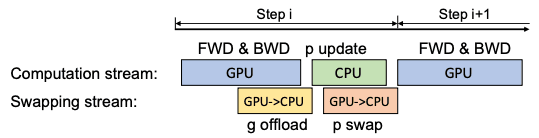 Step i Step i+1
FWD & BWD p update FWD & BWD
Computation stream: GPU CPU GPU
Swapping stream: GPU->CPU GPU->CPU
g offload p swap